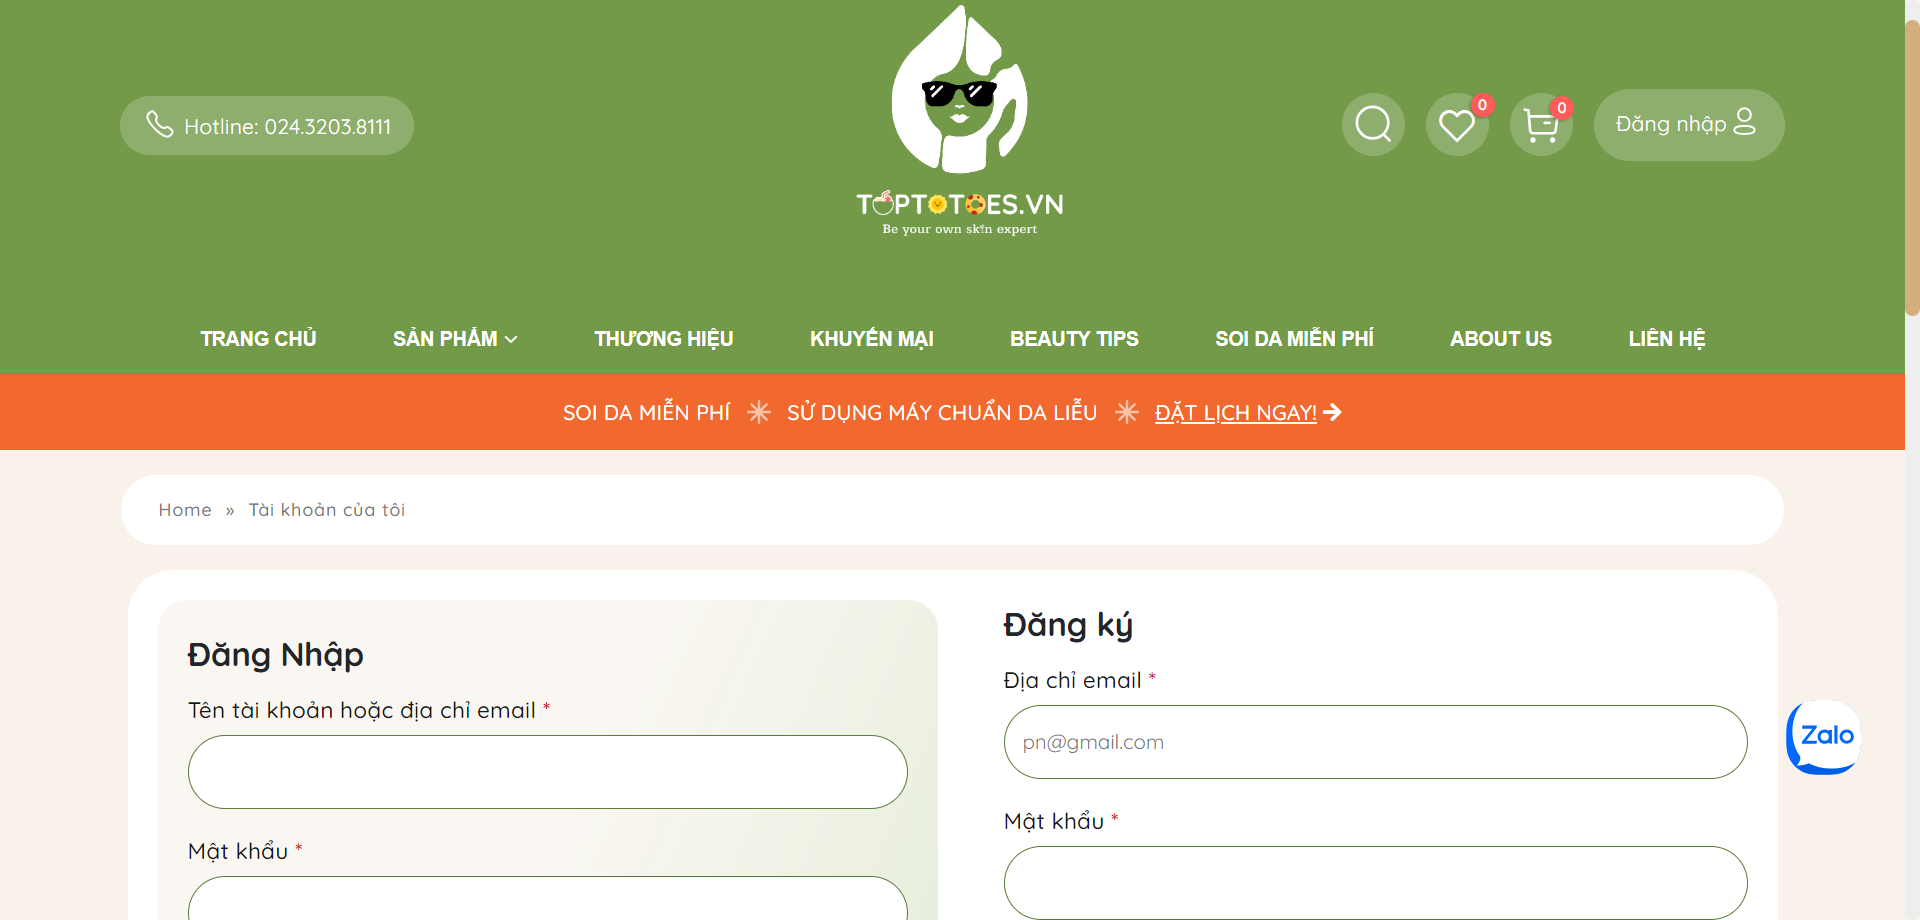 Hotline: 024.3203.8111
TOPTOTOES.VN
Be your own skin expert
0
0
Đăng nhập
TRANG CHỦ
SẢN PHẨM
THƯƠNG HIỆU
KHUYẾN MẠI
BEAUTY TIPS
SOI DA MIỄN PHÍ
ABOUT US
LIÊN HỆ
SOI DA MIỄN PHÍ
SỬ DỤNG MÁY CHUẨN DA LIỄU
ĐẶT LỊCH NGAY!
Home » Tài khoản của tôi
Đăng Nhập
Tên tài khoản hoặc địa chỉ email *
Mật khẩu *
Đăng ký
Địa chỉ email *
pn@gmail.com
Mật khẩu *
Zalo